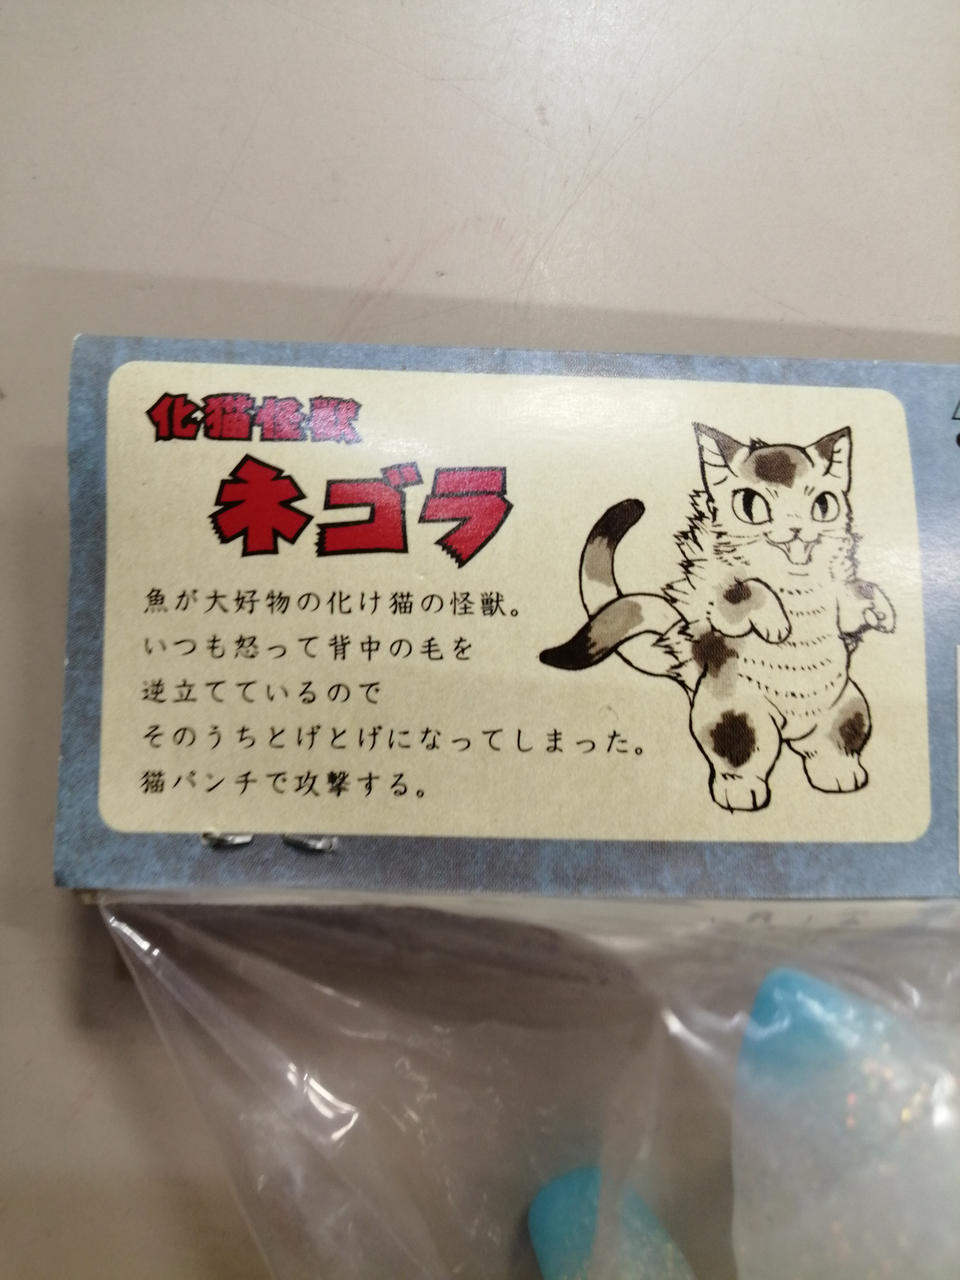 化猫怪獣
ネゴラ
魚が大好物の化け猫の怪獣。
いつも怒って背中の毛を
逆立てているので
そのうちとげとげになってしまった。
猫パンチで攻撃する。